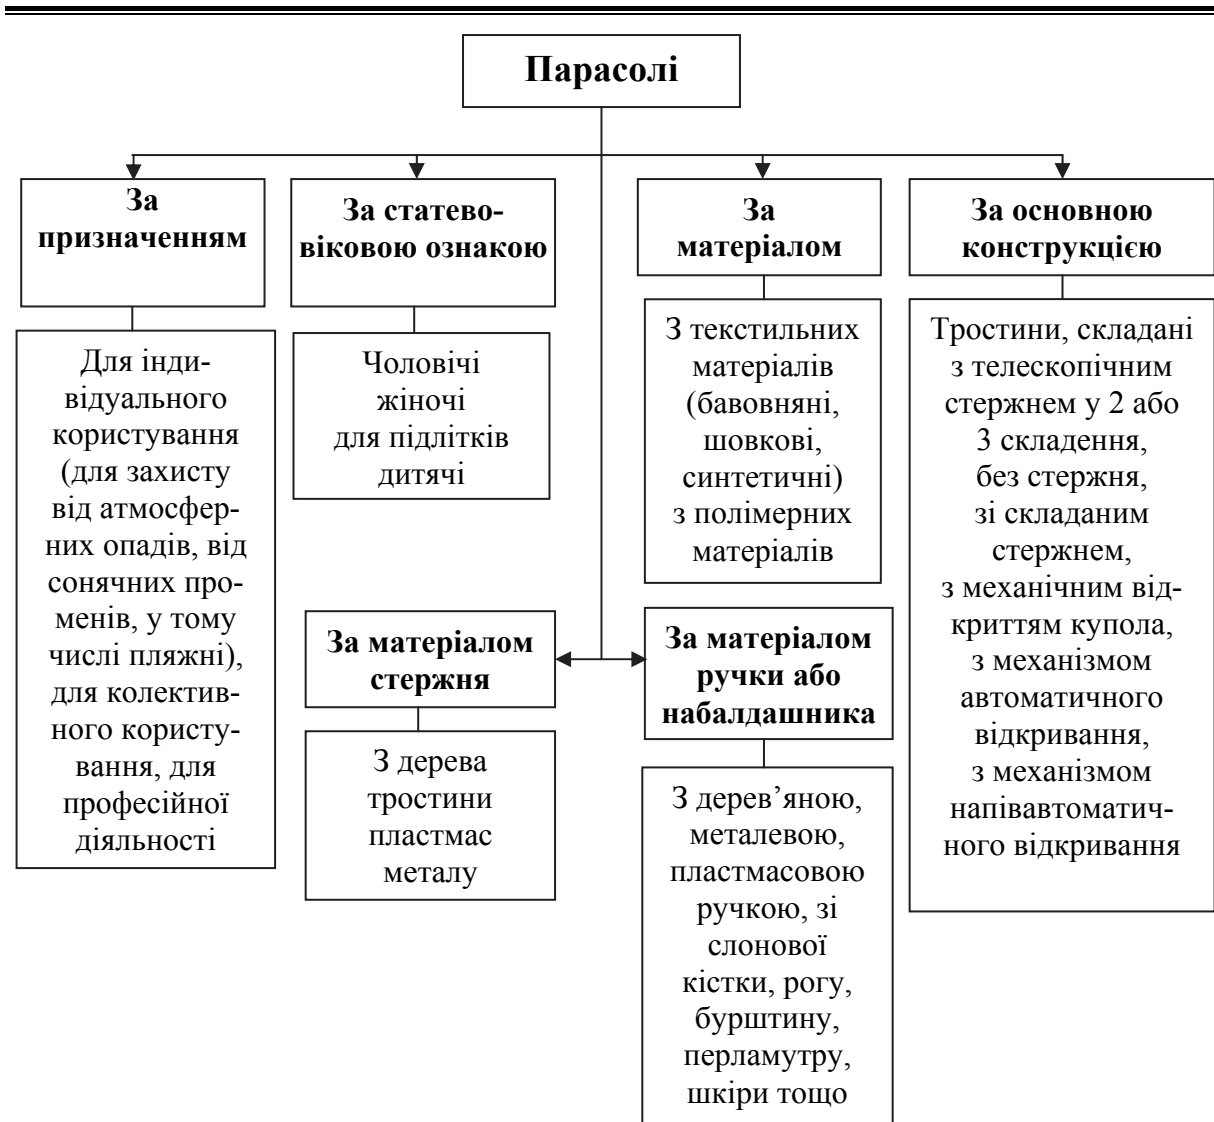 Парасолі
За
призначенням
За статево-
віковою ознакою
За
матеріалом
За основною
конструкцією
Для інди-
відуального
користування
(для захисту
від атмосфер-
них опадів, від
сонячних про-
менів, у тому
числі пляжні),
для колектив-
ного користу-
вання, для
професійної
діяльності
Чоловічі
жіночі
для підлітків
дитячі
З текстильних
матеріалів
(бавовняні,
шовкові,
синтетичні)
з полімерних
матеріалів
Тростини, складані
з телескопічним
стержнем у 2 або
3 складення,
без стержня,
зі складаним
стержнем,
з механічним від-
криттям купола,
з механізмом
автоматичного
відкривання,
з механізмом
напівавтоматич-
ного відкривання
За матеріалом
стержня
За матеріалом
ручки або
набалдашника
З дерева
тростини
пластмас
металу
З дерев’яною,
металевою,
пластмасовою
ручкою, зі
слонової
кістки, рогу,
бурштину,
перламутру,
шкіри тощо